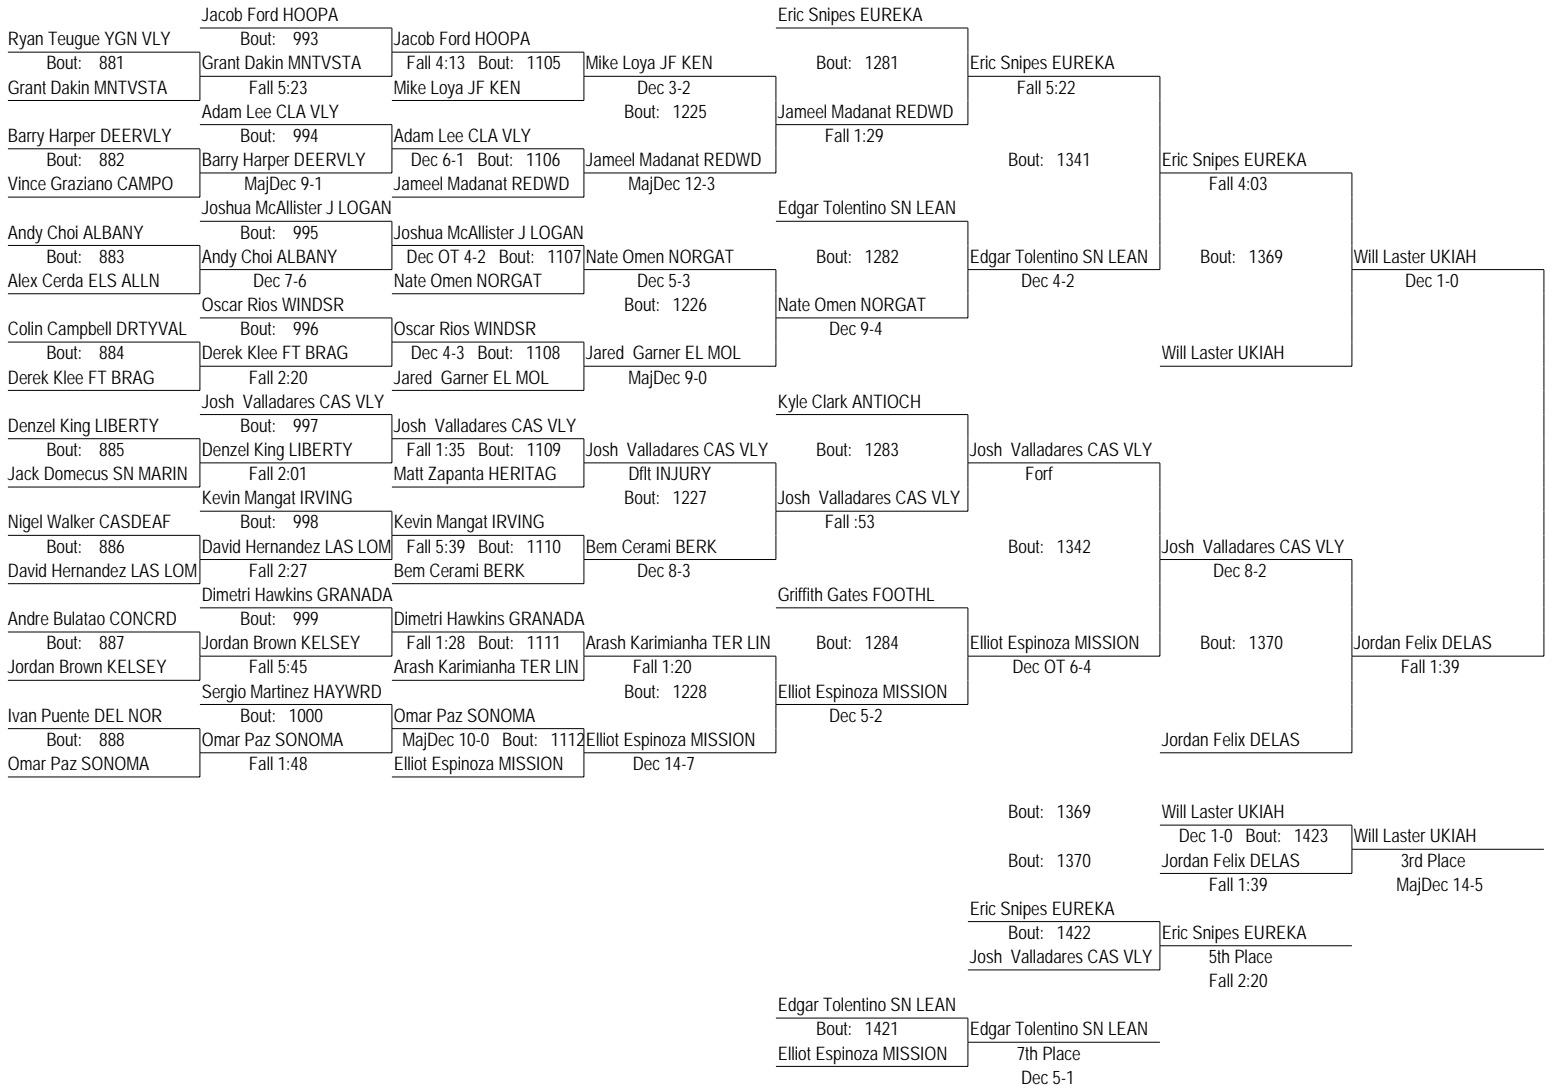 Jacob Ford HOOPA Eric Snipes EUREKA
Ryan Teugue YGN VLY Bout: 993 Jacob Ford HOOPA
Bout: 881 Grant Dakin MNTVSTA Fall 4:13 Bout: 1105 Mike Loya JF KEN Bout: 1281 Eric Snipes EUREKA
Grant Dakin MNTVSTA Fall 5:23 Mike Loya JF KEN Dec 3-2 Fall 5:22
Adam Lee CLA VLY Bout: 1225 Jameel Madanat REDWD
Barry Harper DEERVLY Bout: 994 Adam Lee CLA VLY Fall 1:29
Bout: 882 Barry Harper DEERVLY Dec 6-1 Bout: 1106 Jameel Madanat REDWD Bout: 1341 Eric Snipes EUREKA
Vince Graziano CAMPO MajDec 9-1 Jameel Madanat REDWD MajDec 12-3 Fall 4:03
Joshua McAllister J LOGAN Edgar Tolentino SN LEAN
Andy Choi ALBANY Bout: 995 Joshua McAllister J LOGAN
Bout: 883 Andy Choi ALBANY Dec OT 4-2 Bout: 1107 Nate Omen NORGAT Bout: 1282 Edgar Tolentino SN LEAN Bout: 1369 Will Laster UKIAH
Alex Cerda ELS ALLN Dec 7-6 Nate Omen NORGAT Dec 5-3 Dec 4-2 Dec 1-0
Oscar Rios WINDSR Bout: 1226 Nate Omen NORGAT
Colin Campbell DRTYVAL Bout: 996 Oscar Rios WINDSR Dec 9-4
Bout: 884 Derek Klee FT BRAG Dec 4-3 Bout: 1108 Jared Garner EL MOL Will Laster UKIAH
Derek Klee FT BRAG Fall 2:20 Jared Garner EL MOL MajDec 9-0
Josh Valladares CAS VLY Kyle Clark ANTIOCH
Denzel King LIBERTY Bout: 997 Josh Valladares CAS VLY
Bout: 885 Denzel King LIBERTY Fall 1:35 Bout: 1109 Josh Valladares CAS VLY Bout: 1283 Josh Valladares CAS VLY
Jack Domecus SN MARIN Fall 2:01 Matt Zapanta HERITAG Dflt INJURY Forf
Kevin Mangat IRVING Bout: 1227 Josh Valladares CAS VLY
Nigel Walker CASDEAF Bout: 998 Kevin Mangat IRVING Fall :53
Bout: 886 David Hernandez LAS LOM Fall 5:39 Bout: 1110 Bem Cerami BERK Bout: 1342 Josh Valladares CAS VLY
David Hernandez LAS LOM Fall 2:27 Bem Cerami BERK Dec 8-3 Dec 8-2
Dimetri Hawkins GRANADA Griffith Gates FOOTHL
Andre Bulatao CONCRD Bout: 999 Dimetri Hawkins GRANADA
Bout: 887 Jordan Brown KELSEY Fall 1:28 Bout: 1111 Arash Karimianha TER LIN Bout: 1284 Elliot Espinoza MISSION Bout: 1370 Jordan Felix DELAS
Jordan Brown KELSEY Fall 5:45 Arash Karimianha TER LIN Fall 1:20 Dec OT 6-4 Fall 1:39
Sergio Martinez HAYWRD Bout: 1228 Elliot Espinoza MISSION
Ivan Puente DEL NOR Bout: 1000 Omar Paz SONOMA Dec 5-2
Bout: 888 Omar Paz SONOMA MajDec 10-0 Bout: 1112 Elliot Espinoza MISSION Jordan Felix DELAS
Omar Paz SONOMA Fall 1:48 Elliot Espinoza MISSION Dec 14-7
Bout: 1369 Will Laster UKIAH
Dec 1-0 Bout: 1423 Will Laster UKIAH
Bout: 1370 Jordan Felix DELAS 3rd Place
Fall 1:39 MajDec 14-5
Eric Snipes EUREKA
Bout: 1422 Eric Snipes EUREKA
Josh Valladares CAS VLY 5th Place
Fall 2:20
Edgar Tolentino SN LEAN
Bout: 1421 Edgar Tolentino SN LEAN
Elliot Espinoza MISSION 7th Place
Dec 5-1